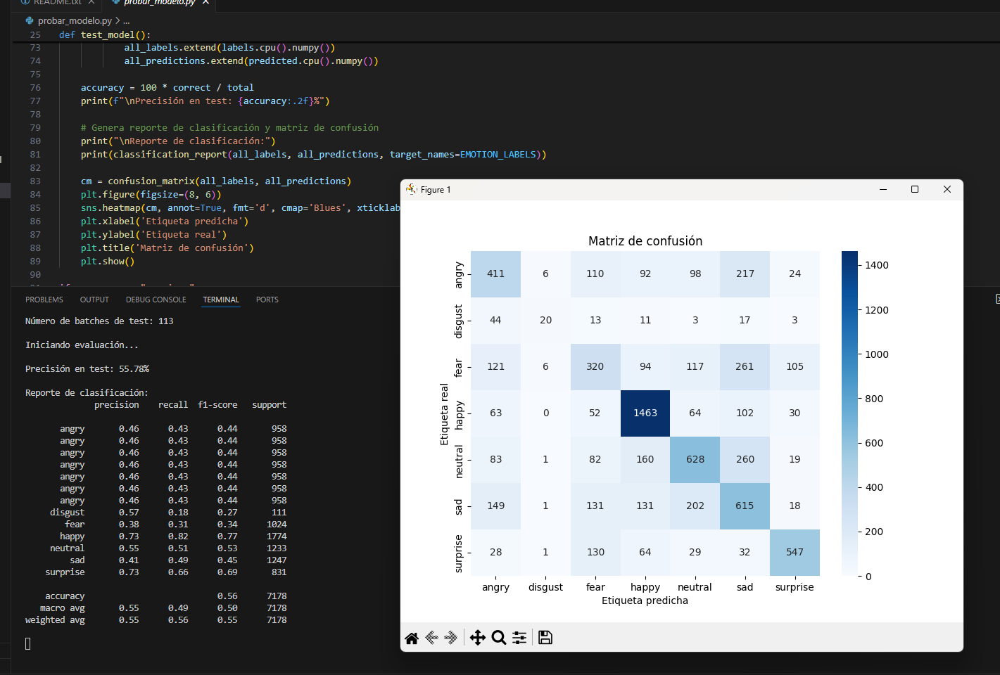 README.txt
probar_modelo.py
probar_modelo.py > ...
25 def test_model():
73 all_labels.extend(labels.cpu().numpy())
74 all_predictions.extend(predicted.cpu().numpy())
75
76 accuracy = 100 * correct / total
77 print(f"\nPrecisión en test: {accuracy:.2f}%")
78
79 # Genera reporte de clasificación y matriz de confusión
80 print("\nReporte de clasificación:")
81 print(classification_report(all_labels, all_predictions, target_names=EMOTION_LABELS))
82
83 cm = confusion_matrix(all_labels, all_predictions)
84 plt.figure(figsize=(8, 6))
85 sns.heatmap(cm, annot=True, fmt='d', cmap='Blues', xticklab
86 plt.xlabel('Etiqueta predicha')
87 plt.ylabel('Etiqueta real')
88 plt.title('Matriz de confusión')
89 plt.show()
90
PROBLEMS OUTPUT DEBUG CONSOLE TERMINAL PORTS
Número de batches de test: 113
Iniciando evaluación...
Precisión en test: 55.78%
Reporte de clasificación:
precision recall f1-score support
angry 0.46 0.43 0.44 958
angry 0.46 0.43 0.44 958
angry 0.46 0.43 0.44 958
angry 0.46 0.43 0.44 958
angry 0.46 0.43 0.44 958
angry 0.46 0.43 0.44 958
angry 0.46 0.43 0.44 958
disgust 0.57 0.18 0.27 111
fear 0.38 0.31 0.34 1024
happy 0.73 0.82 0.77 1774
neutral 0.55 0.51 0.53 1233
sad 0.41 0.49 0.45 1247
surprise 0.73 0.66 0.69 831
accuracy 0.56 7178
macro avg 0.55 0.49 0.50 7178
weighted avg 0.55 0.56 0.55 7178
Figure 1
Matriz de confusión
Etiqueta real
angry 411 6 110 92 98 217 24
disgust 44 20 13 11 3 17 3
fear 121 6 320 94 117 261 105
happy 63 0 52 1463 64 102 30
neutral 83 1 82 160 628 260 19
sad 149 1 131 131 202 615 18
surprise 28 1 130 64 29 32 547
angry disgust fear happy neutral sad surprise
Etiqueta predicha
1400
1200
1000
800
600
400
200
0